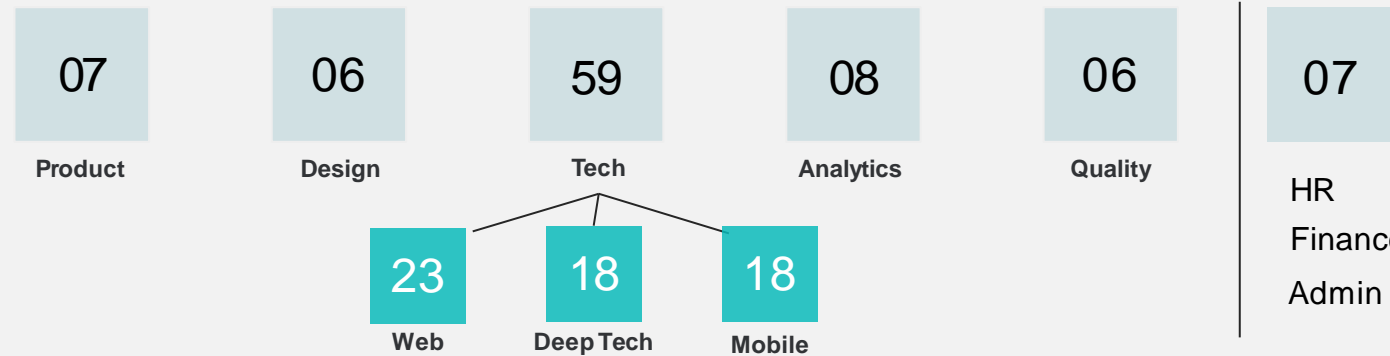 07 06 59 08 06 07
Product Design Tech Analytics Quality
HR
Financ
Admin
23 18 18
Web Deep Tech Mobile